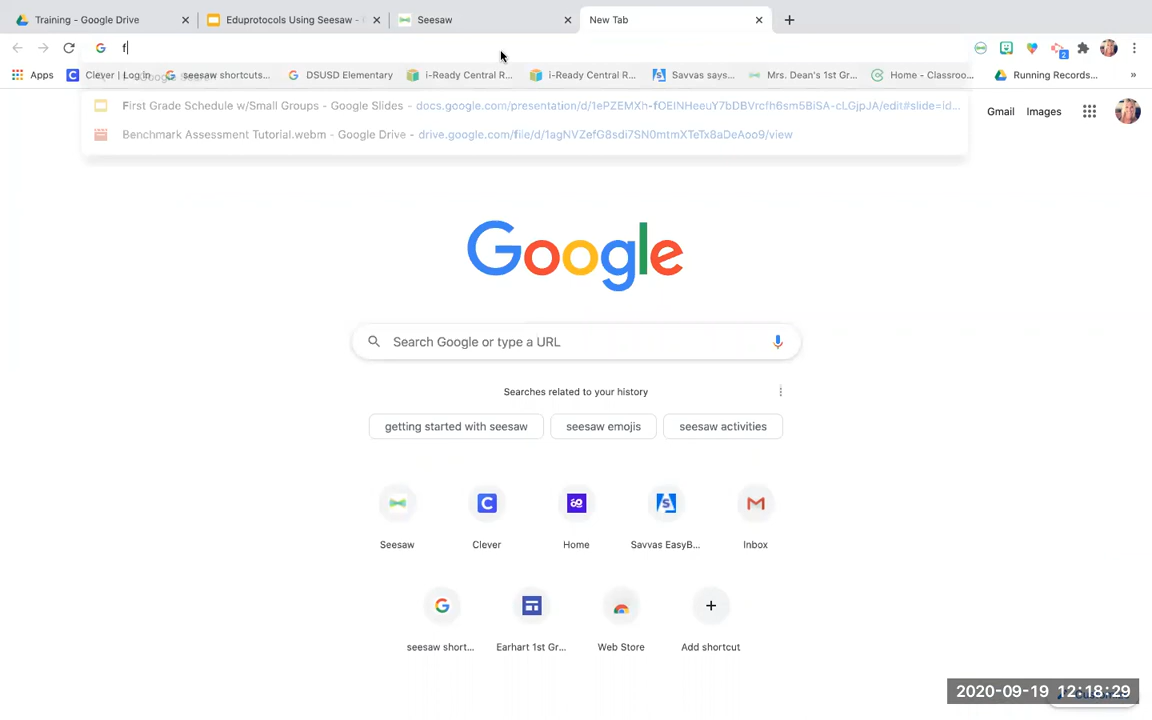 Training - Google Drive
Eduprotocols Using Seesaw -
Seesaw
New Tab
f
2
Apps
Clever | Log in
seesaw shortcuts...
DSUSD Elementary
i-Ready Central R...
i-Ready Central R...
Savvas says...
Mrs. Dean's 1st Gr...
Home - Classroo...
Running Records...
»
First Grade Schedule w/Small Groups - Google Slides - docs.google.com/presentation/d/1ePZEMXh-fOEINHeeuY7bDBVrcfh6sm5BiSA-cLGjpJA/edit#slide=id...
Benchmark Assessment Tutorial.webm - Google Drive - drive.google.com/file/d/1agNVZefG8sdi7SN0mtmXTeTx8aDeAoo9/view
Gmail
Images
Google
Search Google or type a URL
Searches related to your history
getting started with seesaw
seesaw emojis
seesaw activities
Seesaw
Clever
Home
Savvas EasyB...
Inbox
seesaw short...
Earhart 1st Gr...
Web Store
Add shortcut
2020-09-19 12:18:29